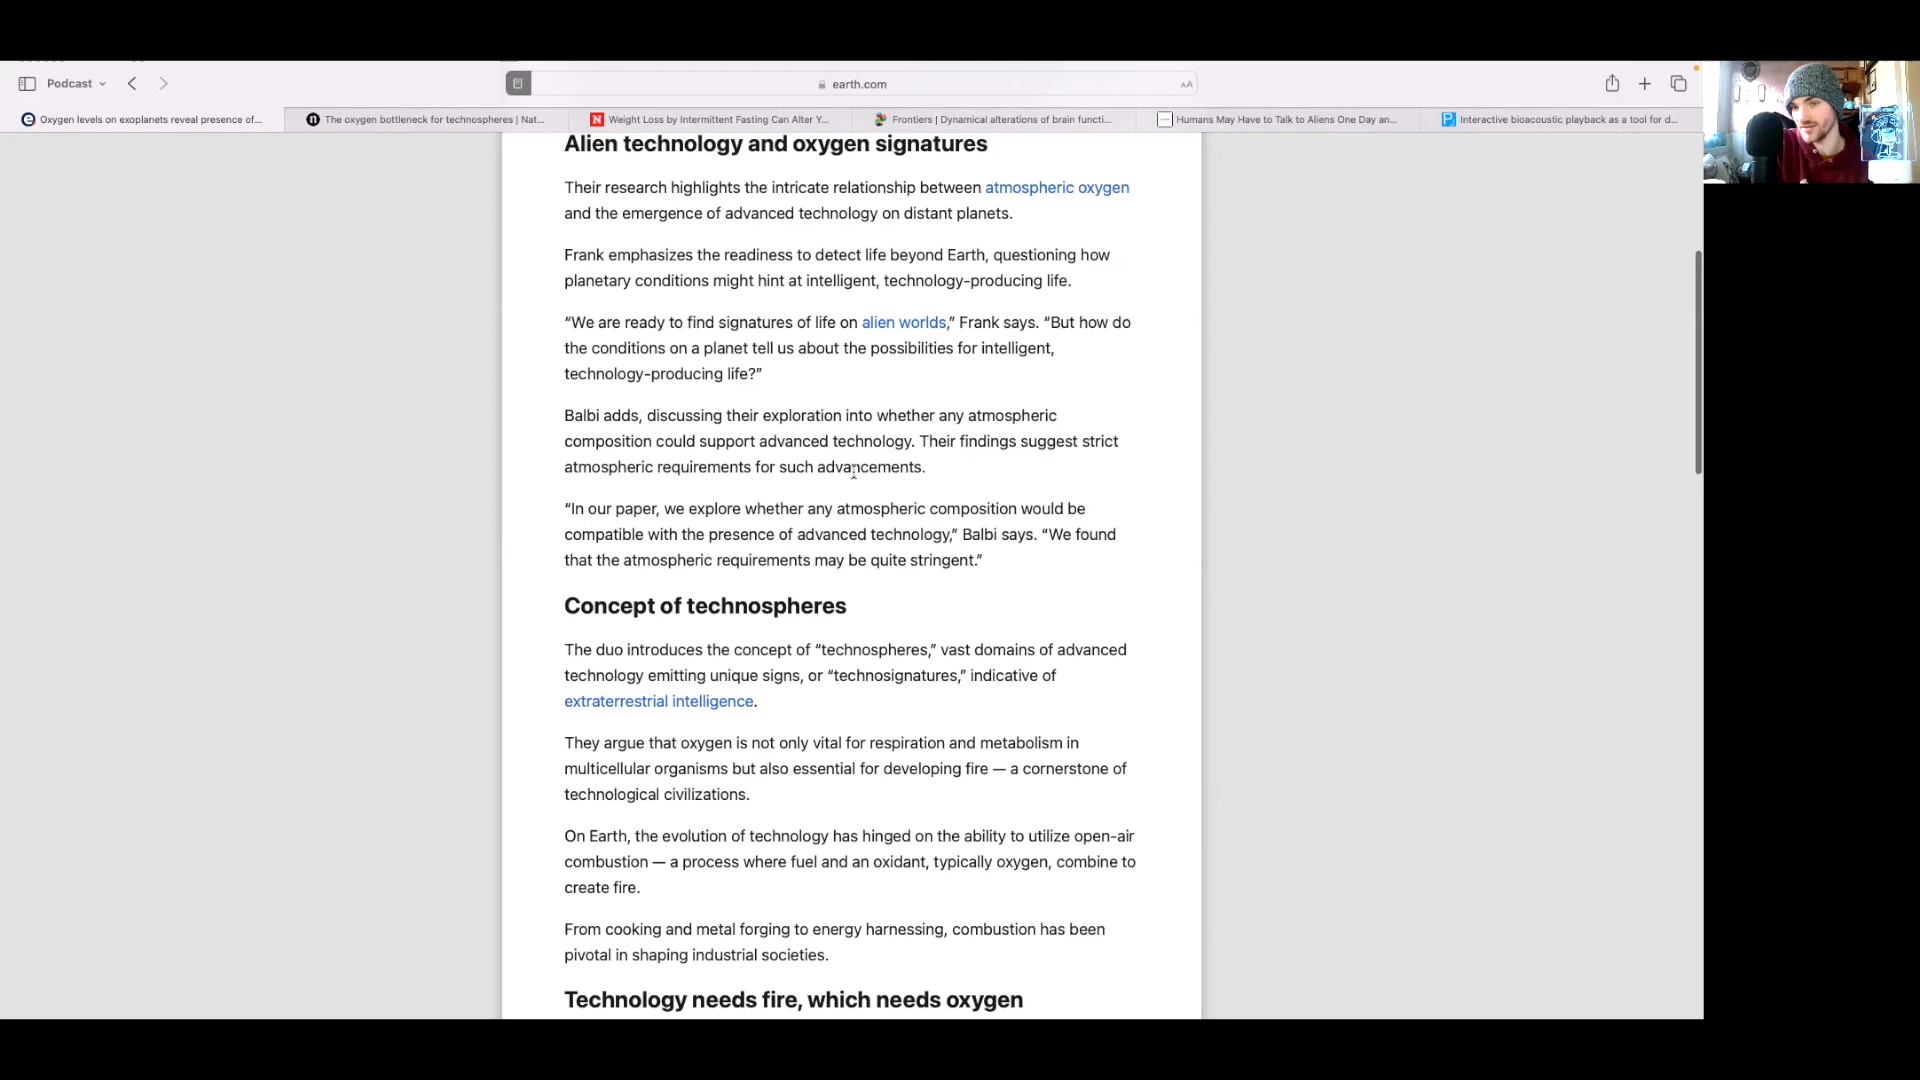 Podcast
earth.com
AA
Oxygen levels on exoplanets reveal presence of...
The oxygen bottleneck for technospheres | Nat...
Weight Loss by Intermittent Fasting Can Alter Y...
Frontiers | Dynamical alterations of brain functi...
Humans May Have to Talk to Aliens One Day an...
Interactive bioacoustic playback as a tool for d...
Alien technology and oxygen signatures
Their research highlights the intricate relationship between atmospheric oxygen
and the emergence of advanced technology on distant planets.
Frank emphasizes the readiness to detect life beyond Earth, questioning how
planetary conditions might hint at intelligent, technology-producing life.
“We are ready to find signatures of life on alien worlds,” Frank says. “But how do
the conditions on a planet tell us about the possibilities for intelligent,
technology-producing life?”
Balbi adds, discussing their exploration into whether any atmospheric
composition could support advanced technology. Their findings suggest strict
atmospheric requirements for such advancements.
“In our paper, we explore whether any atmospheric composition would be
compatible with the presence of advanced technology,” Balbi says. “We found
that the atmospheric requirements may be quite stringent.”
Concept of technospheres
The duo introduces the concept of “technospheres,” vast domains of advanced
technology emitting unique signs, or “technosignatures,” indicative of
extraterrestrial intelligence.
They argue that oxygen is not only vital for respiration and metabolism in
multicellular organisms but also essential for developing fire — a cornerstone of
technological civilizations.
On Earth, the evolution of technology has hinged on the ability to utilize open-air
combustion — a process where fuel and an oxidant, typically oxygen, combine to
create fire.
From cooking and metal forging to energy harnessing, combustion has been
pivotal in shaping industrial societies.
Technology needs fire, which needs oxygen